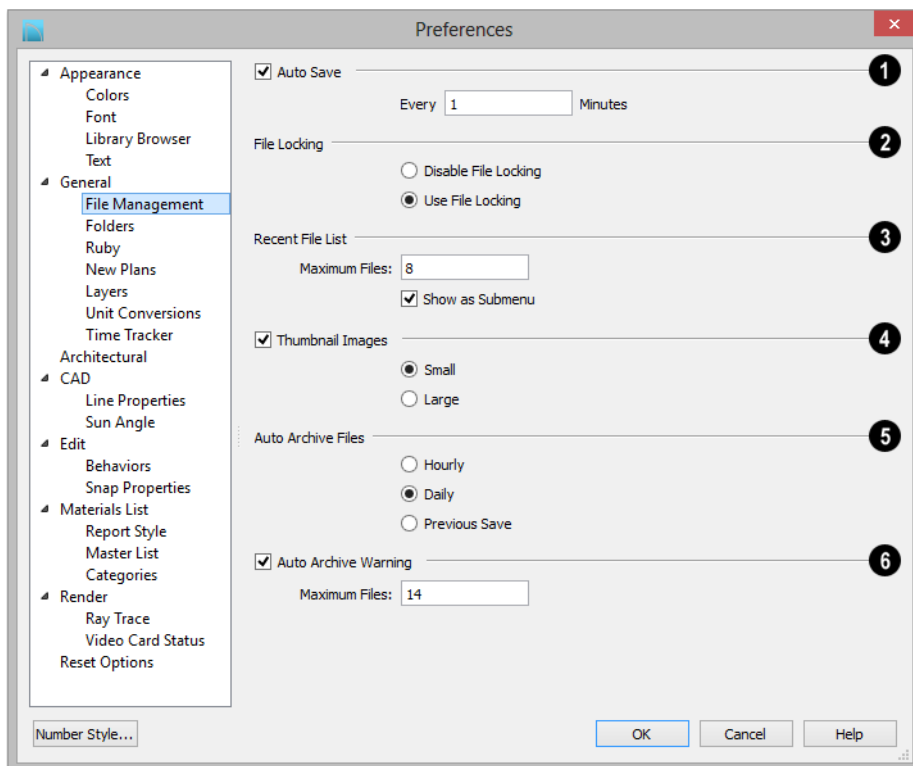 Preferences
Appearance
Colors
Font
Library Browser
Text
General
File Management
Folders
Ruby
New Plans
Layers
Unit Conversions
Time Tracker
Architectural
CAD
Line Properties
Sun Angle
Edit
Behaviors
Snap Properties
Materials List
Report Style
Master List
Categories
Render
Ray Trace
Video Card Status
Reset Options
Auto Save 1
Every 1 Minutes
File Locking 2
Disable File Locking
Use File Locking
Recent File List 3
Maximum Files: 8
Show as Submenu
Thumbnail Images 4
Small
Large
Auto Archive Files 5
Hourly
Daily
Previous Save
Auto Archive Warning 6
Maximum Files: 14
Number Style... OK Cancel Help